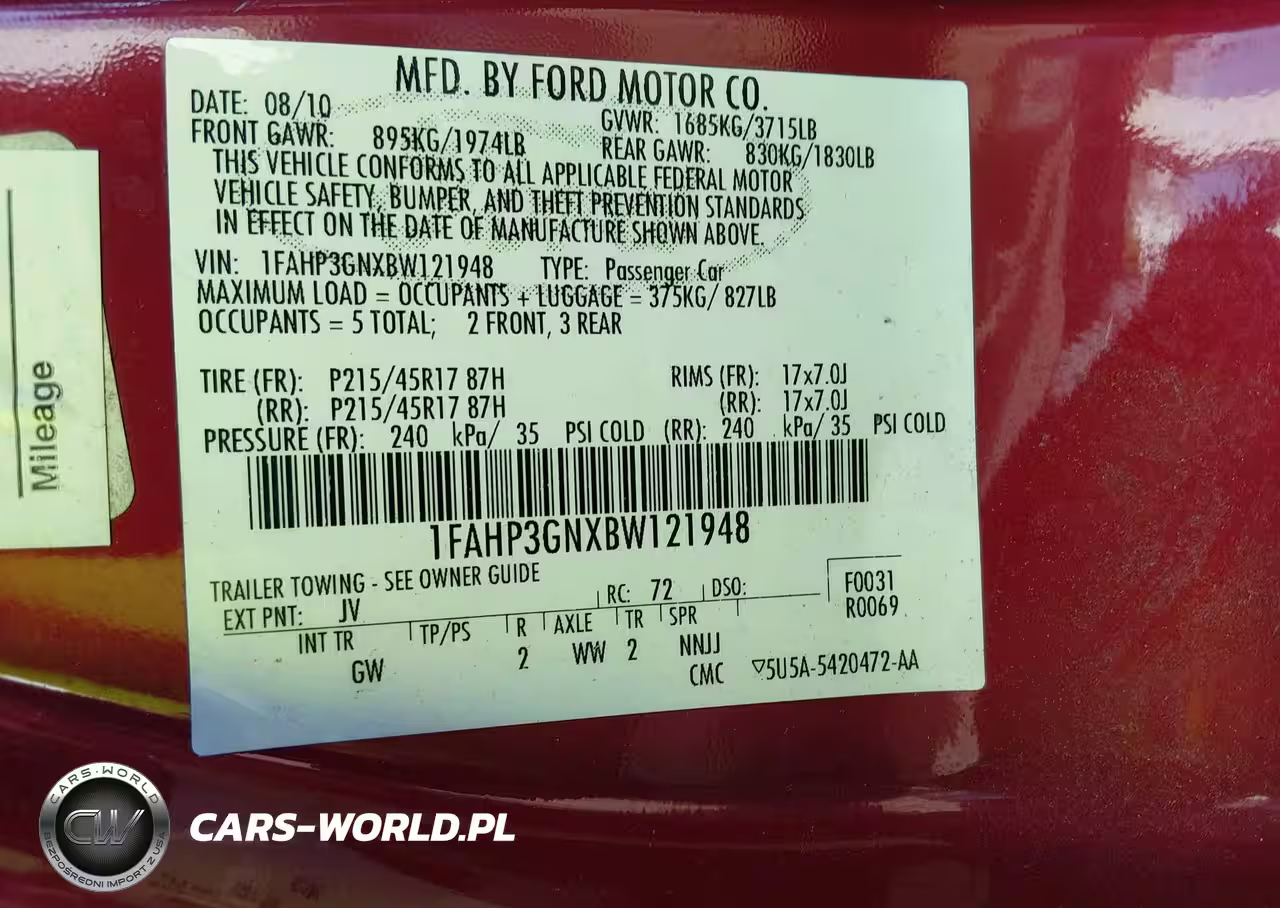 MFD. BY FORD MOTOR CO.
DATE: 08/10 GVWR: 1685KG/3715LB
FRONT GAWR: 895KG/1974LB REAR GAWR: 830KG/1830LB
THIS VEHICLE CONFORMS TO ALL APPLICABLE FEDERAL MOTOR
VEHICLE SAFETY, BUMPER, AND THEFT PREVENTION STANDARDS
IN EFFECT ON THE DATE OF MANUFACTURE SHOWN ABOVE.
VIN: 1FAHP3GNXBW121948 TYPE: Passenger Car
MAXIMUM LOAD = OCCUPANTS + LUGGAGE = 375KG/ 827LB
OCCUPANTS = 5 TOTAL; 2 FRONT, 3 REAR
TIRE (FR): P215/45R17 87H RIMS (FR): 17x7.0J
(RR): P215/45R17 87H (RR): 17x7.0J
PRESSURE (FR): 240 kPa/ 35 PSI COLD (RR): 240 kPa/ 35 PSI COLD
1FAHP3GNXBW121948
TRAILER TOWING - SEE OWNER GUIDE
EXT PNT: JV RC: 72 DSO: F0031
R0069
INT TR TP/PS R AXLE TR SPR
GW 2 WW 2 NNJJ
CMC ▽5U5A-5420472-AA
Mileage
CARS-WORLD
CW
BEZPOŚREDNI IMPORT Z USA
CARS-WORLD.PL